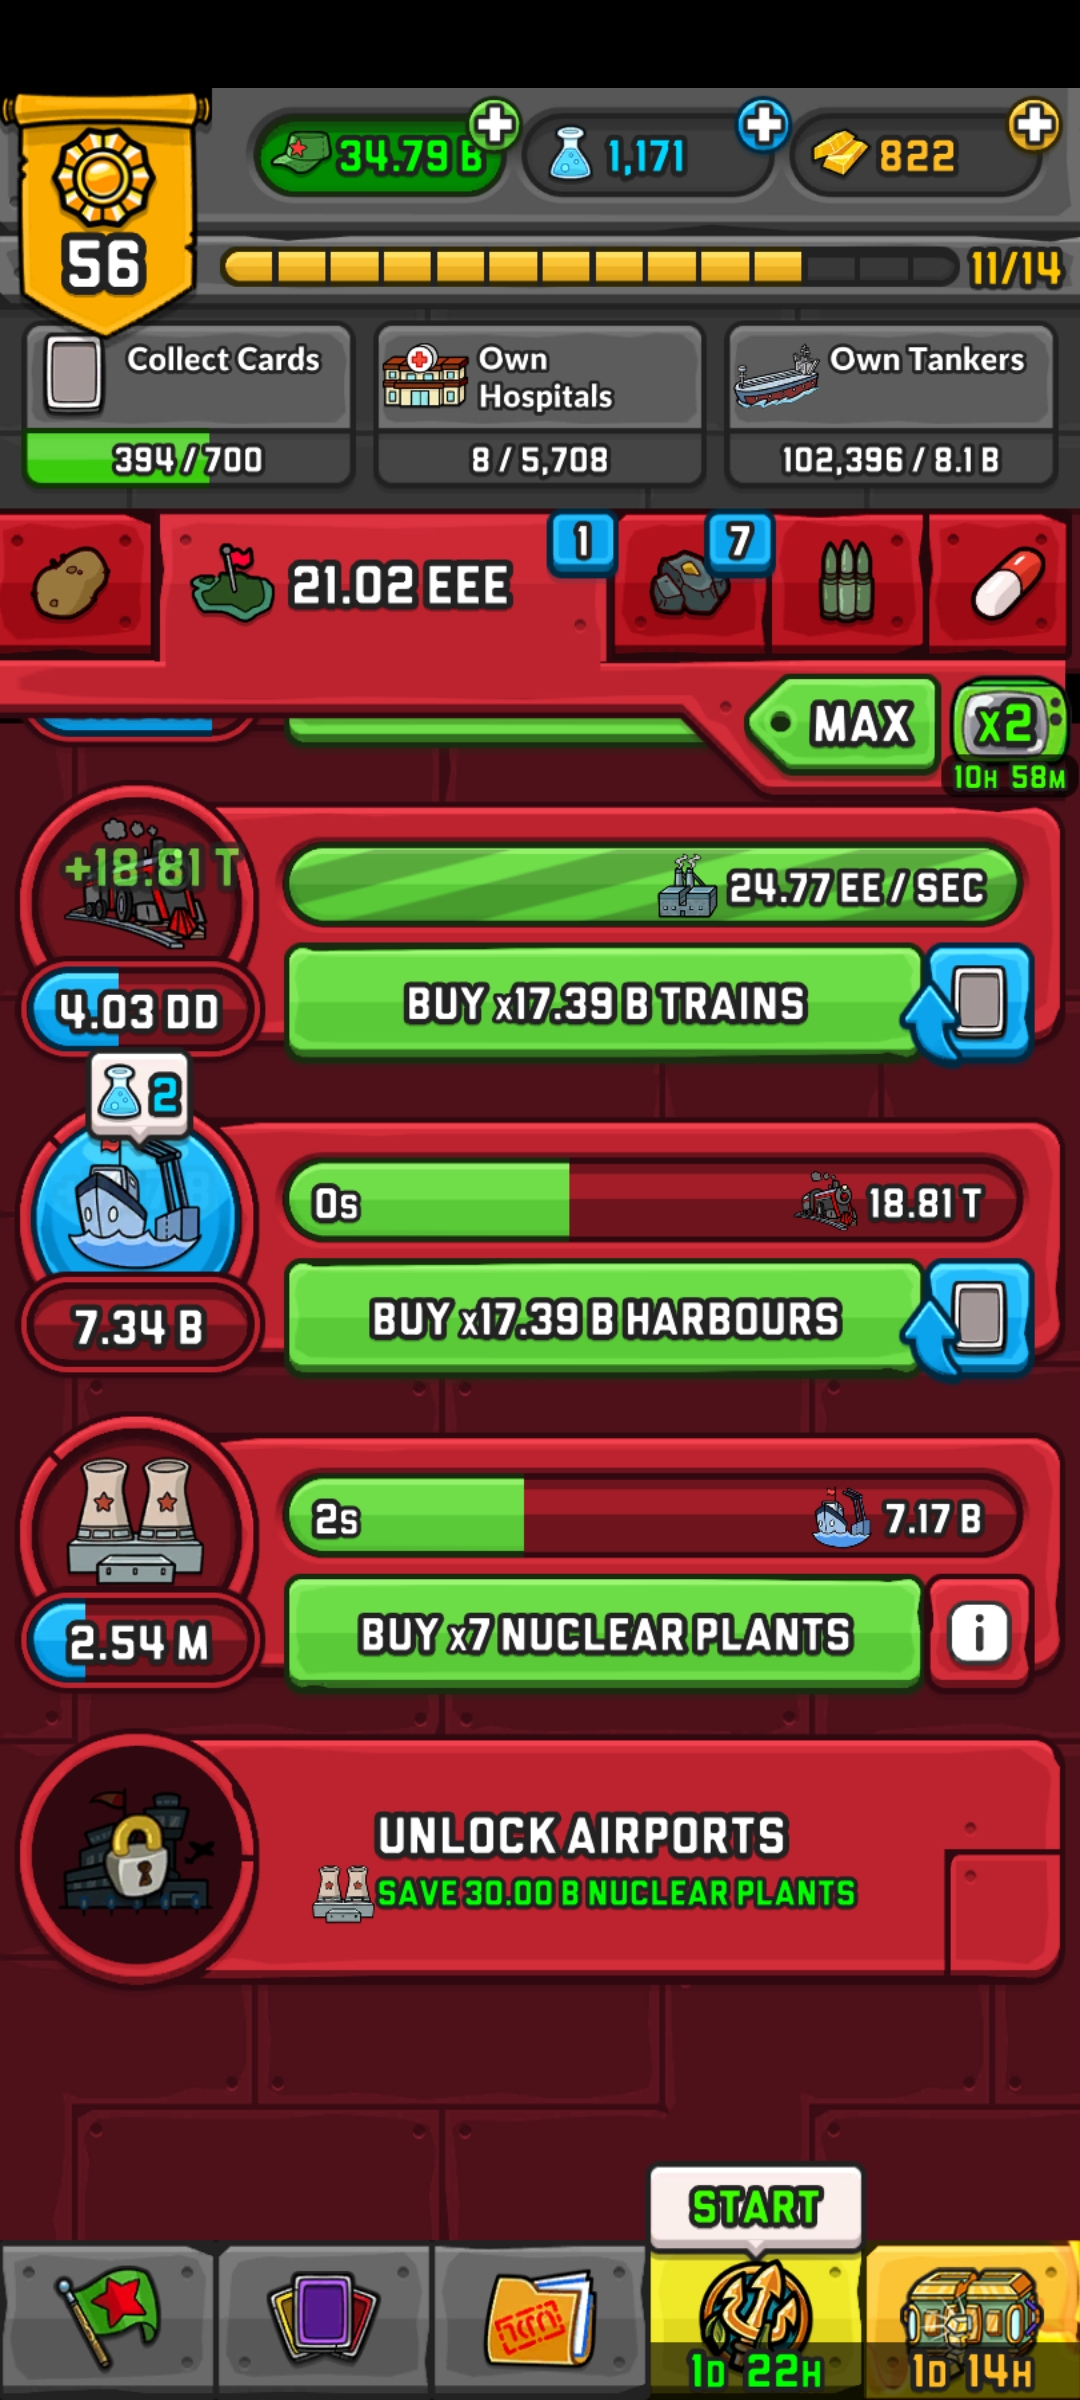 34.79 B
1,171
822
56
11/14
Collect Cards
394 / 700
Own
Hospitals
8 / 5,708
Own Tankers
102,396 / 8.1 B
21.02 EEE
1
7
MAX
x2
10H 58M
+18.81 T
24.77 EE / SEC
4.03 DD
BUY x17.39 B TRAINS
2
0s
18.81 T
7.34 B
BUY x17.39 B HARBOURS
2s
7.17 B
2.54 M
BUY x7 NUCLEAR PLANTS
i
UNLOCK AIRPORTS
SAVE 30.00 B NUCLEAR PLANTS
START
1D 22H
1D 14H